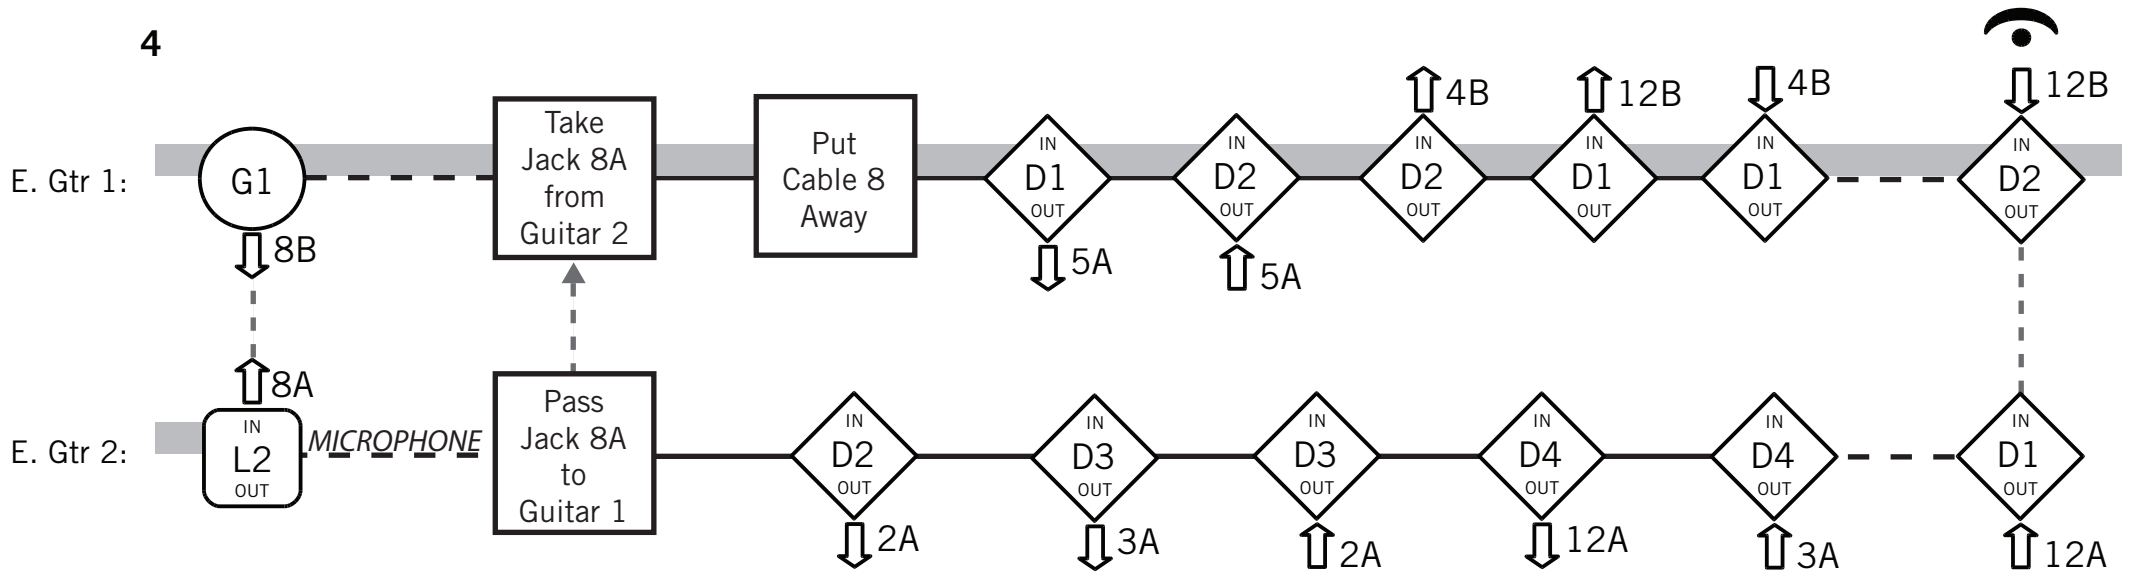 4
E. Gtr 1:
G1
8B
Take
Jack 8A
from
Guitar 2
Put
Cable 8
Away
IN
D1
OUT
5A
IN
D2
OUT
5A
4B
IN
D2
OUT
12B
IN
D1
OUT
4B
IN
D1
OUT
12B
IN
D2
OUT
E. Gtr 2:
8A
IN
L2
OUT
MICROPHONE
Pass
Jack 8A
to
Guitar 1
IN
D2
OUT
2A
IN
D3
OUT
3A
IN
D3
OUT
2A
IN
D4
OUT
12A
IN
D4
OUT
3A
IN
D1
OUT
12A